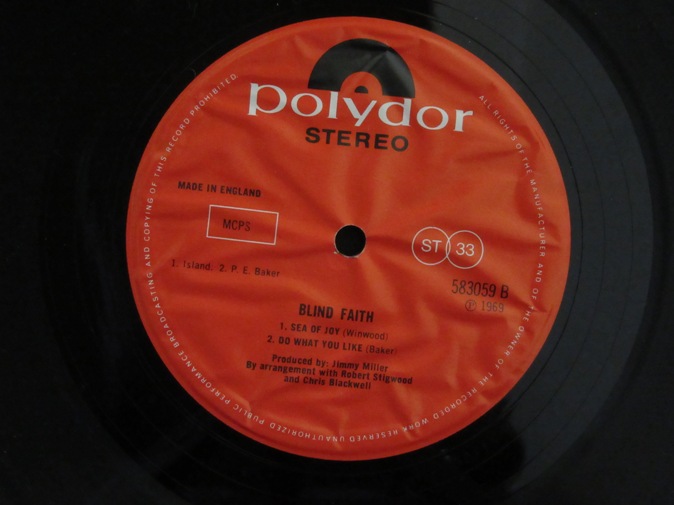 polydor
STEREO
ALL RIGHTS OF THE MANUFACTURER AND OF THE OWNER OF THE RECORDED WORK RESERVED UNAUTHORIZED PUBLIC PERFORMANCE BROADCASTING AND COPYING OF THIS RECORD PROHIBITED
MADE IN ENGLAND
MCPS
ST 33
1. Island, 2. P. E. Baker
583059 B
℗ 1969
BLIND FAITH
1. SEA OF JOY (Winwood)
2. DO WHAT YOU LIKE (Baker)
Produced by: Jimmy Miller
By arrangement with Robert Stigwood
and Chris Blackwell